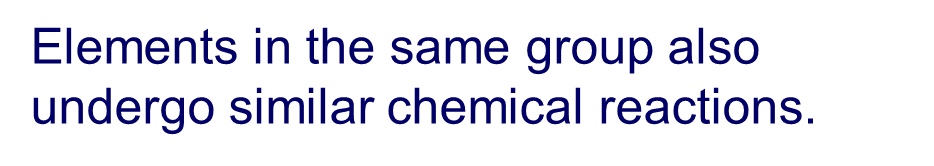 Elements in the same group also
undergo similar chemical reactions.